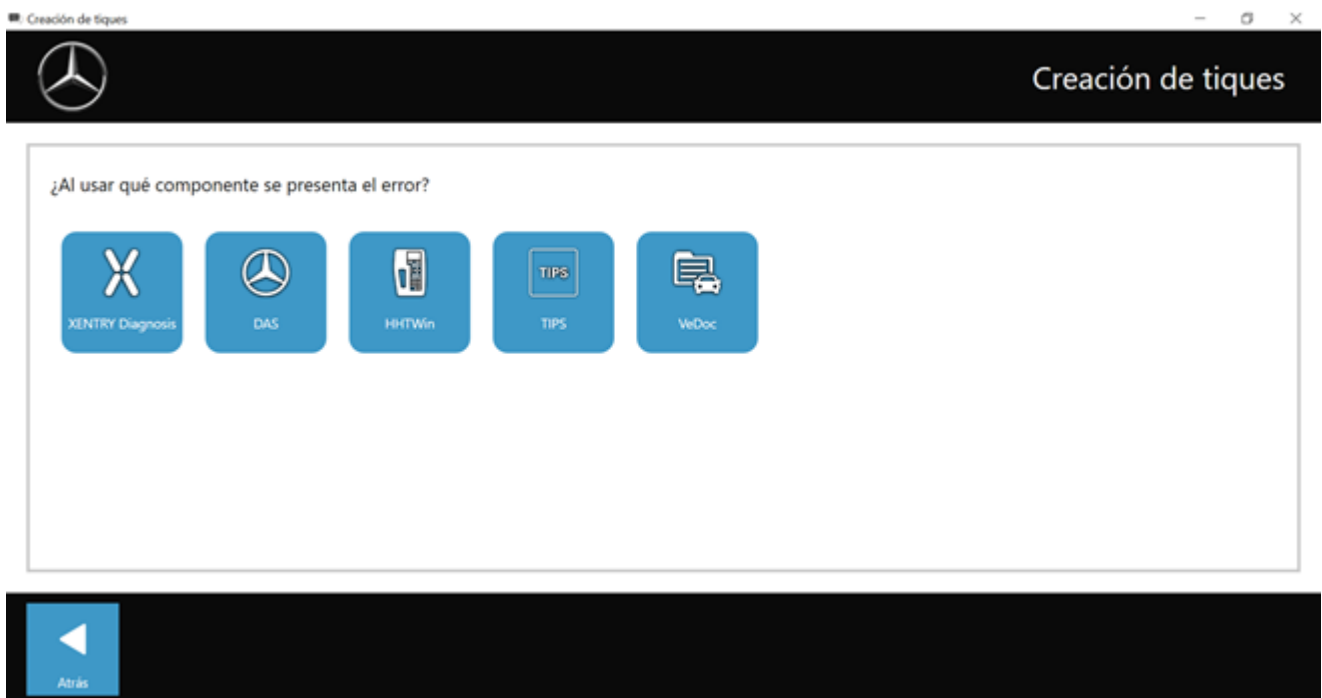 Creación de tiques
Creación de tiques
¿Al usar qué componente se presenta el error?
XENTRY Diagnosis
DAS
HHTWin
TIPS
TIPS
VeDoc
Atrás